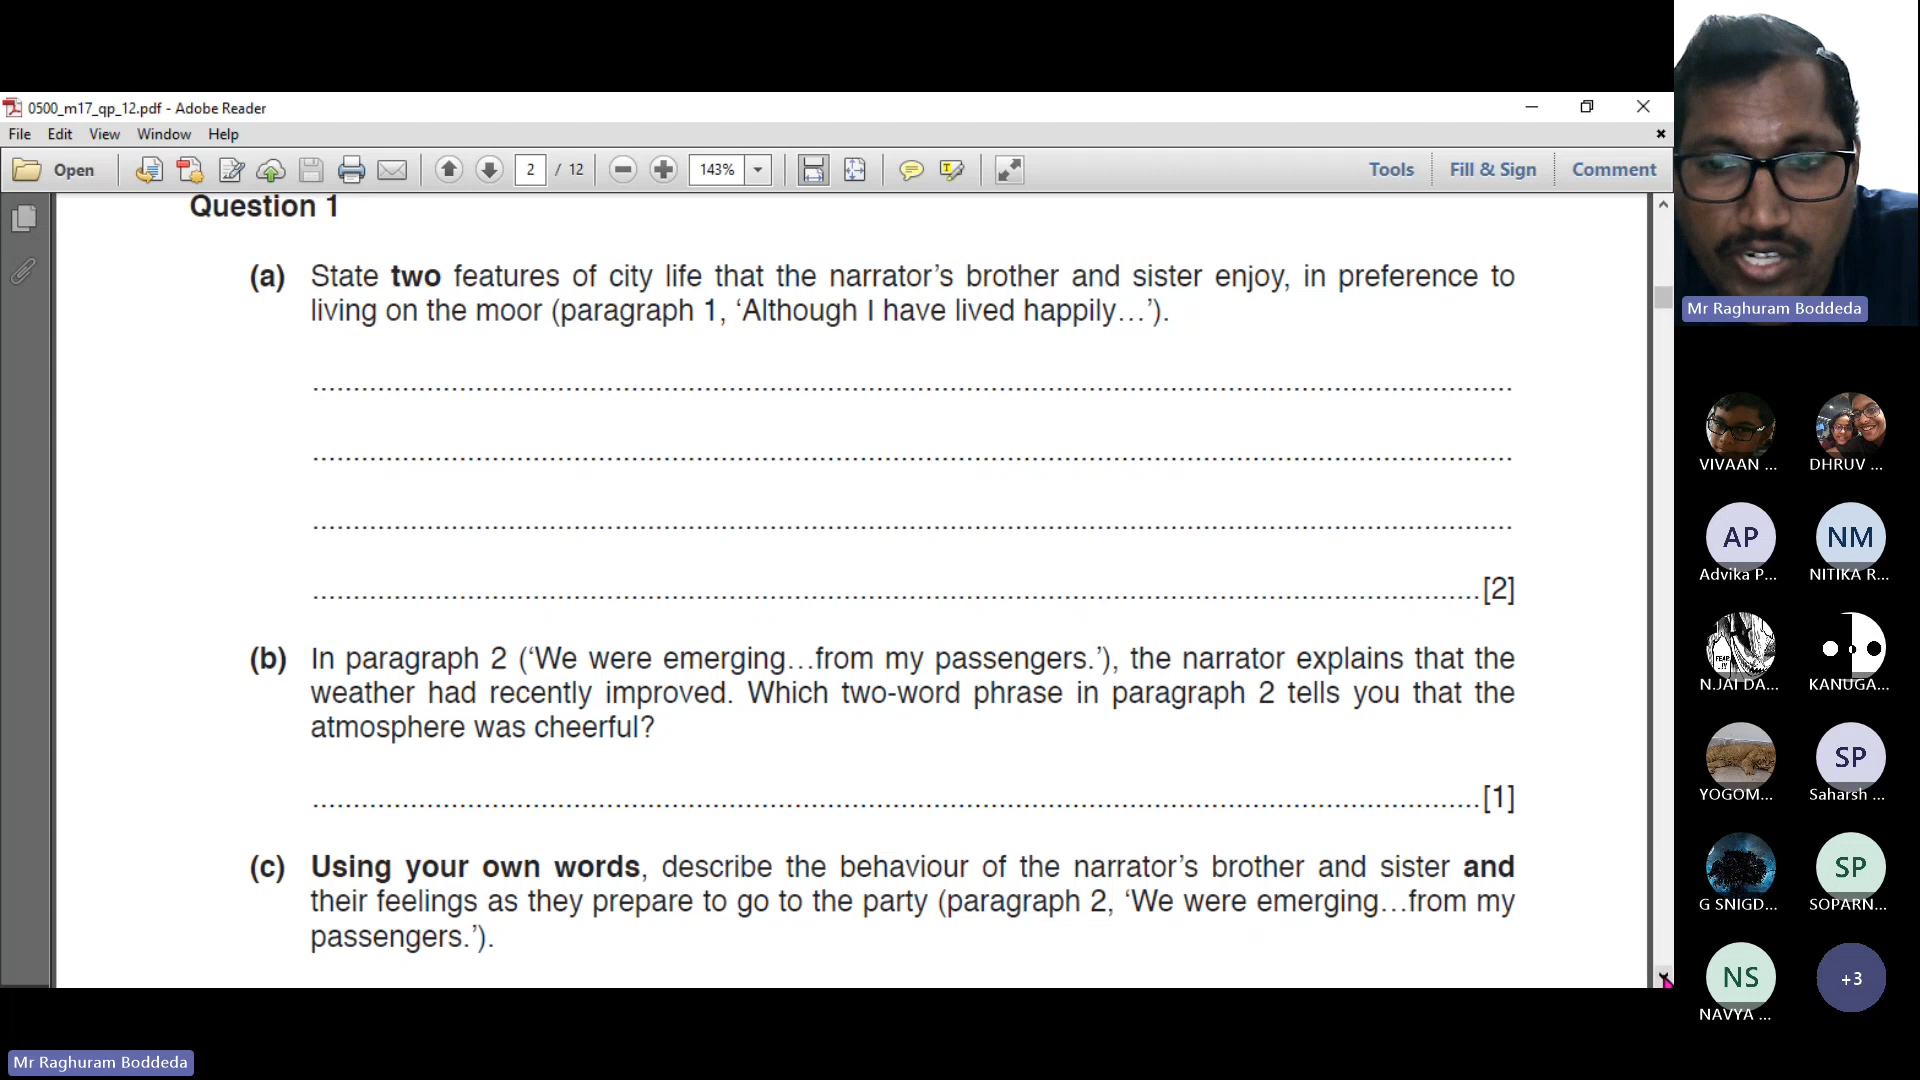 0500_m17_qp_12.pdf - Adobe Reader
File Edit View Window Help
Open 2 / 12 143% Tools Fill & Sign Comment
Question 1
(a) State two features of city life that the narrator’s brother and sister enjoy, in preference to
living on the moor (paragraph 1, ‘Although I have lived happily…’).
[2]
(b) In paragraph 2 (‘We were emerging…from my passengers.’), the narrator explains that the
weather had recently improved. Which two-word phrase in paragraph 2 tells you that the
atmosphere was cheerful?
[1]
(c) Using your own words, describe the behaviour of the narrator’s brother and sister and
their feelings as they prepare to go to the party (paragraph 2, ‘We were emerging…from my
passengers.’).
Mr Raghuram Boddeda
VIVAAN ...
DHRUV ...
AP
NM
Advika P...
NITIKA R...
N.JAI DA...
KANUGA...
SP
YOGOM...
Saharsh ...
SP
G SNIGD...
SOPARN...
NS
+3
NAVYA ...
Mr Raghuram Boddeda